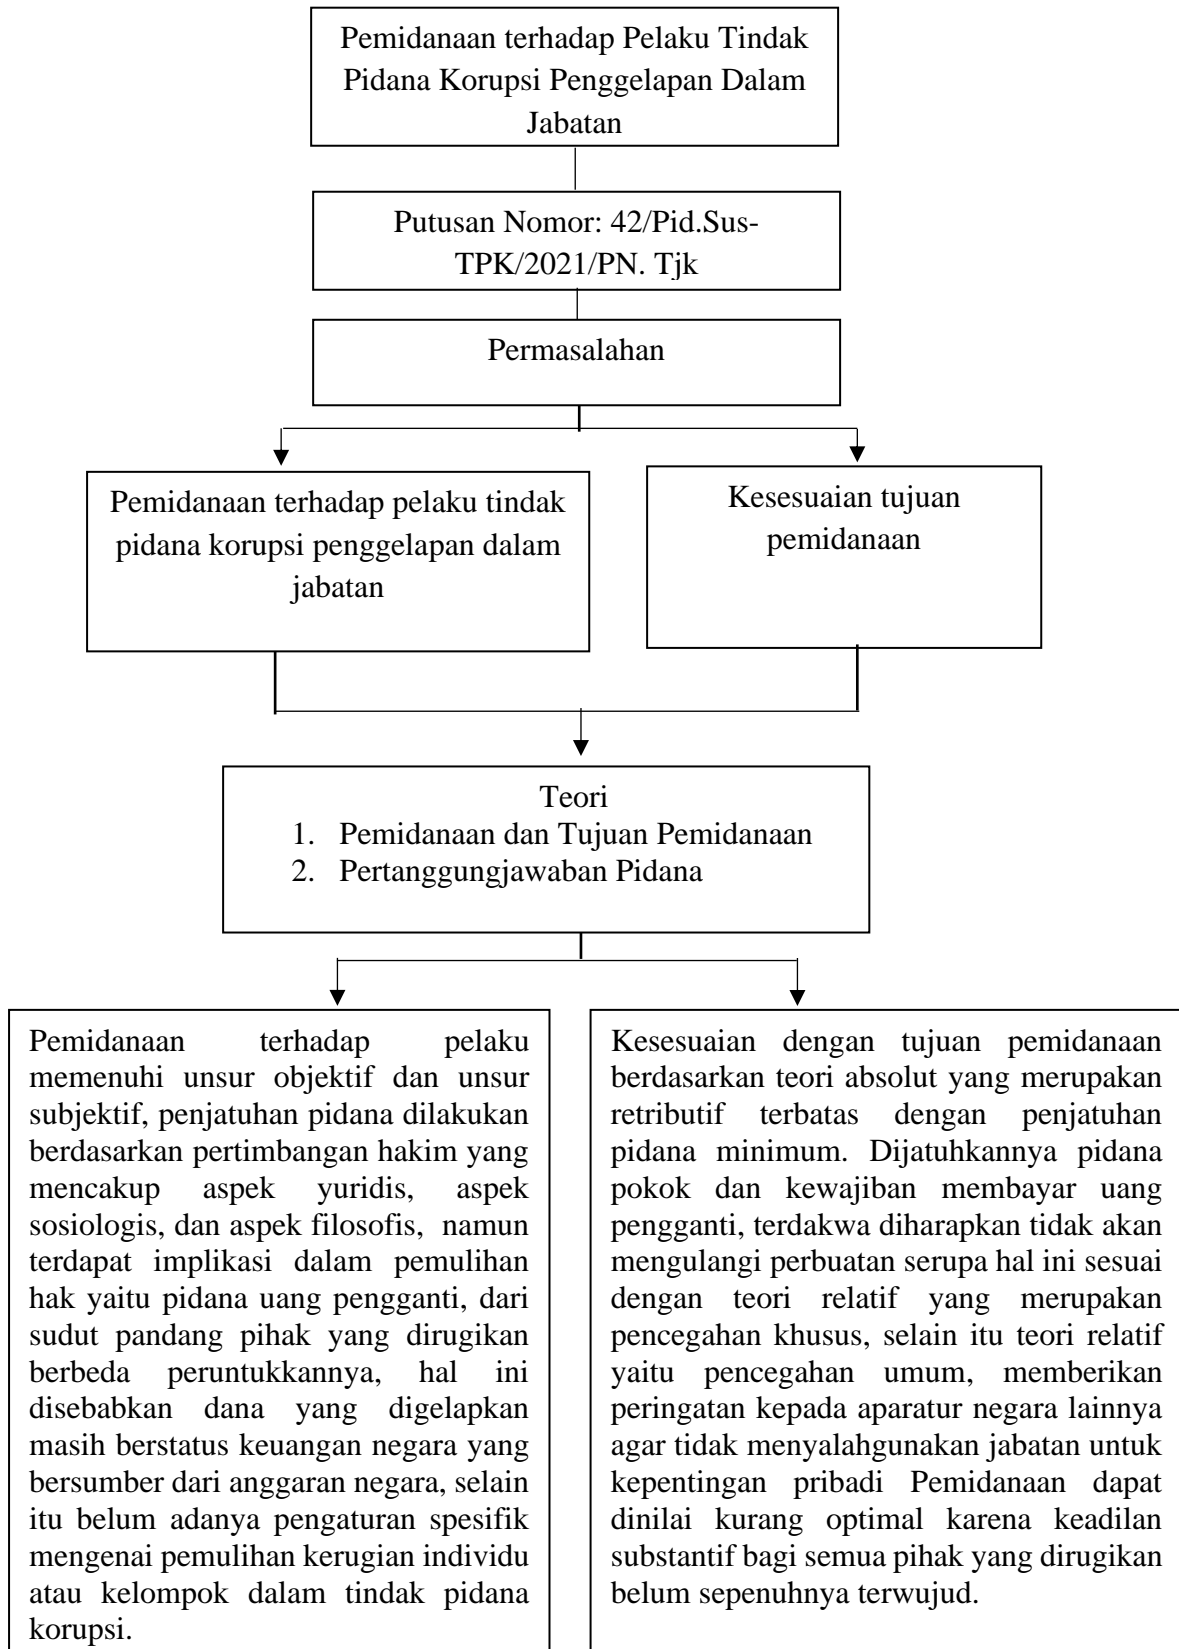 Pemidanaan terhadap Pelaku Tindak
Pidana Korupsi Penggelapan Dalam
Jabatan
Putusan Nomor: 42/Pid.Sus-
TPK/2021/PN. Tjk
Permasalahan
Pemidanaan terhadap pelaku tindak
pidana korupsi penggelapan dalam
jabatan
Kesesuaian tujuan
pemidanaan
Teori
1. Pemidanaan dan Tujuan Pemidanaan
2. Pertanggungjawaban Pidana
Pemidanaan terhadap pelaku
memenuhi unsur objektif dan unsur
subjektif, penjatuhan pidana dilakukan
berdasarkan pertimbangan hakim yang
mencakup aspek yuridis, aspek
sosiologis, dan aspek filosofis, namun
terdapat implikasi dalam pemulihan
hak yaitu pidana uang pengganti, dari
sudut pandang pihak yang dirugikan
berbeda peruntukkannya, hal ini
disebabkan dana yang digelapkan
masih berstatus keuangan negara yang
bersumber dari anggaran negara, selain
itu belum adanya pengaturan spesifik
mengenai pemulihan kerugian individu
atau kelompok dalam tindak pidana
korupsi.
Kesesuaian dengan tujuan pemidanaan
berdasarkan teori absolut yang merupakan
retributif terbatas dengan penjatuhan
pidana minimum. Dijatuhkannya pidana
pokok dan kewajiban membayar uang
pengganti, terdakwa diharapkan tidak akan
mengulangi perbuatan serupa hal ini sesuai
dengan teori relatif yang merupakan
pencegahan khusus, selain itu teori relatif
yaitu pencegahan umum, memberikan
peringatan kepada aparatur negara lainnya
agar tidak menyalahgunakan jabatan untuk
kepentingan pribadi Pemidanaan dapat
dinilai kurang optimal karena keadilan
substantif bagi semua pihak yang dirugikan
belum sepenuhnya terwujud.